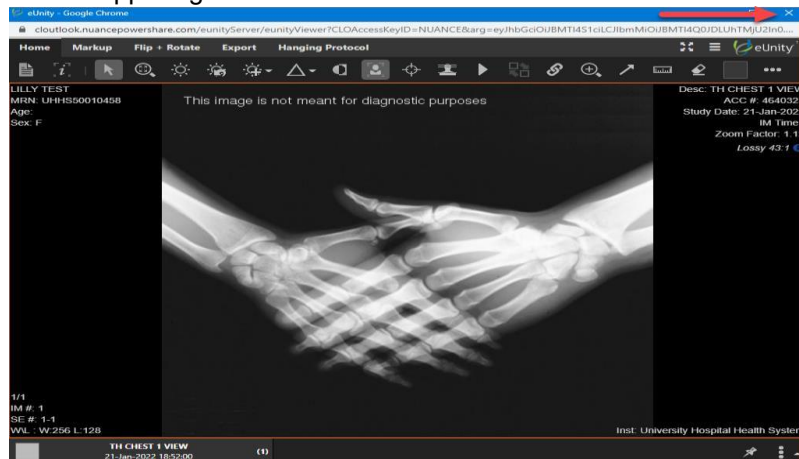 eUnity - Google Chrome
cloutlook.nuancepowershare.com/eunityServer/eunityViewer?CLOAccessKeyID=NUANCE&arg=
Home Markup Flip + Rotate Export Hanging Protocol eUnity
LILLY TEST
MRN: UHHS50010458
Age:
Sex: F
This image is not meant for diagnostic purposes
Desc: TH CHEST 1 VIEW
ACC #: 464032
Study Date: 21-Jan-202
IM Time
Zoom Factor: 1.1
Lossy 43:1
1/1
IM #: 1
SE #: 1-1
W\L : W:256 L:128
Inst: University Hospital Health System
TH CHEST 1 VIEW
21-Jan-2022 18:52:00
(1)